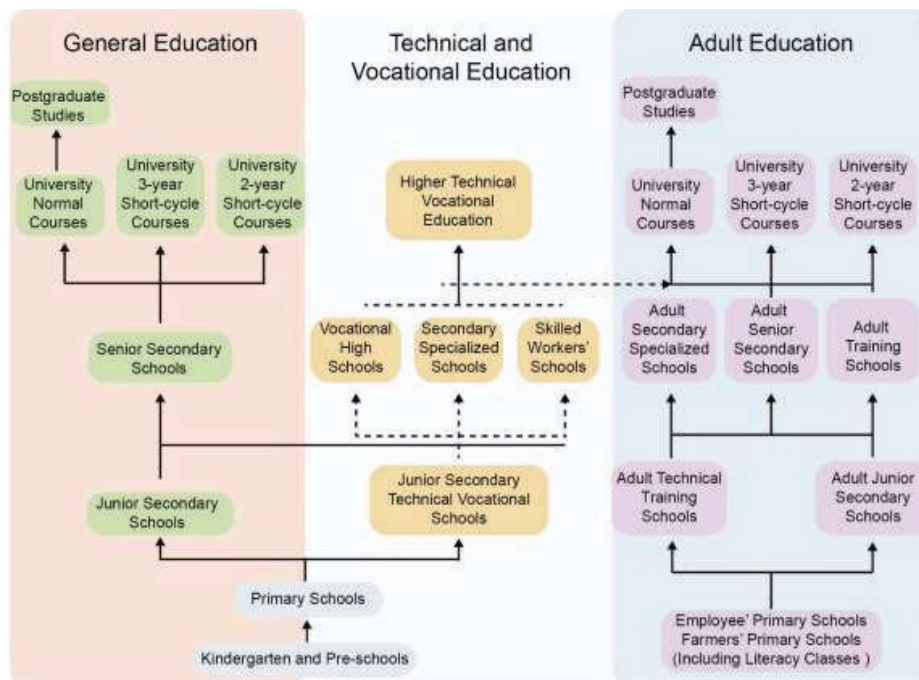 General Education
Technical and
Vocational Education
Adult Education
Postgraduate
Studies
University
Normal
Courses
University
3-year
Short-cycle
Courses
University
2-year
Short-cycle
Courses
Senior Secondary
Schools
Junior Secondary
Schools
Higher Technical
Vocational
Education
Vocational
High
Schools
Secondary
Specialized
Schools
Skilled
Workers'
Schools
Junior Secondary
Technical Vocational
Schools
Primary Schools
Kindergarten and Pre-schools
Postgraduate
Studies
University
Normal
Courses
University
3-year
Short-cycle
Courses
University
2-year
Short-cycle
Courses
Adult
Secondary
Specialized
Schools
Adult
Senior
Secondary
Schools
Adult
Training
Schools
Adult Technical
Training
Schools
Adult Junior
Secondary
Schools
Employee' Primary Schools
Farmers' Primary Schools
(Including Literacy Classes )